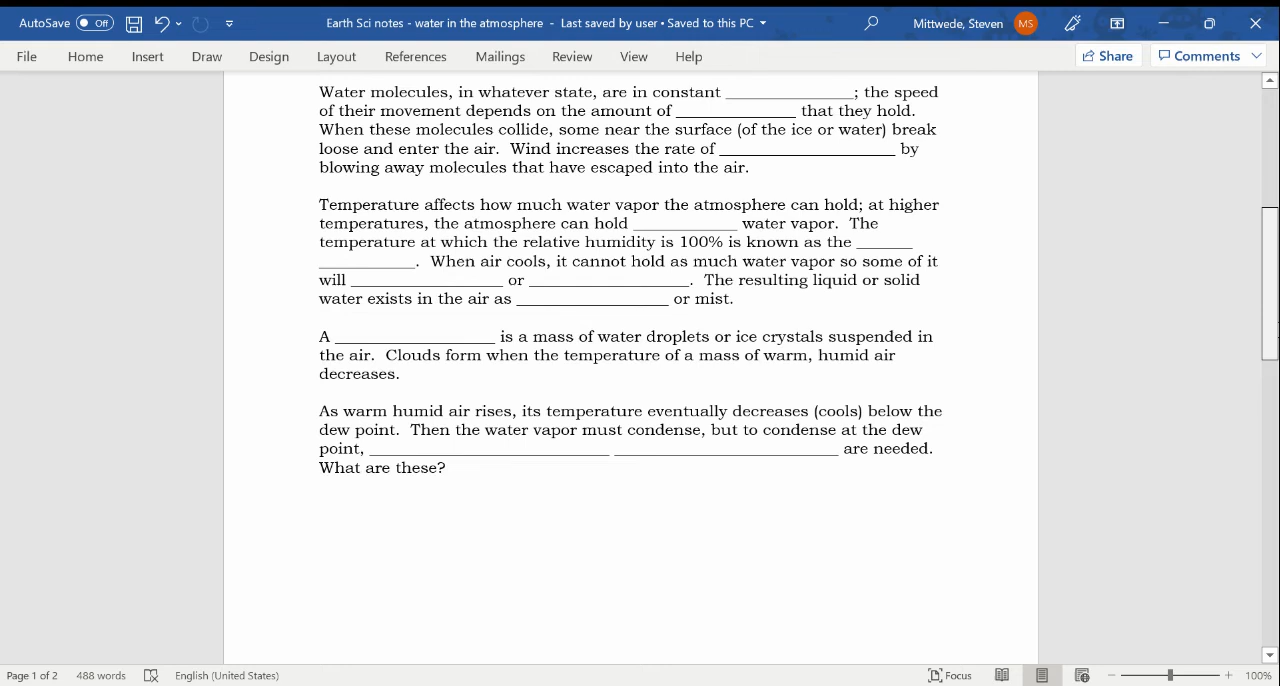 AutoSave Off Earth Sci notes - water in the atmosphere - Last saved by user • Saved to this PC Mittwede, Steven MS
File Home Insert Draw Design Layout References Mailings Review View Help Share Comments
Water molecules, in whatever state, are in constant ________________; the speed
of their movement depends on the amount of _______________ that they hold.
When these molecules collide, some near the surface (of the ice or water) break
loose and enter the air. Wind increases the rate of ______________________ by
blowing away molecules that have escaped into the air.
Temperature affects how much water vapor the atmosphere can hold; at higher
temperatures, the atmosphere can hold _____________ water vapor. The
temperature at which the relative humidity is 100% is known as the _______
____________. When air cools, it cannot hold as much water vapor so some of it
will ___________________ or ____________________. The resulting liquid or solid
water exists in the air as ___________________ or mist.
A ____________________ is a mass of water droplets or ice crystals suspended in
the air. Clouds form when the temperature of a mass of warm, humid air
decreases.
As warm humid air rises, its temperature eventually decreases (cools) below the
dew point. Then the water vapor must condense, but to condense at the dew
point, ______________________________ ____________________________ are needed.
What are these?
Page 1 of 2 488 words English (United States) Focus 100%